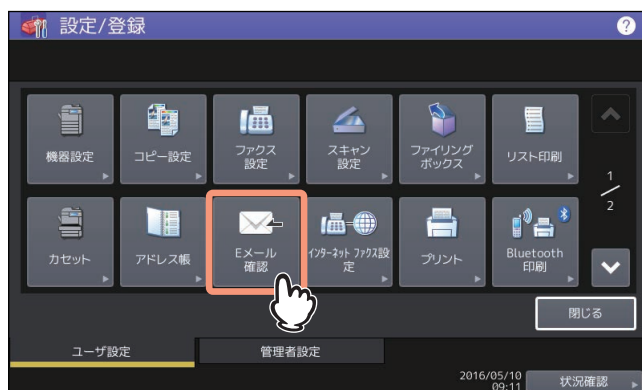 設定/登録
?
機器設定
コピー設定
ファクス
設定
スキャン
設定
ファイリング
ボックス
リスト印刷
1
2
カセット
アドレス帳
Eメール
確認
インターネット ファクス設
定
プリント
Bluetooth
印刷
閉じる
ユーザ設定
管理者設定
2016/05/10
09:11
状況確認